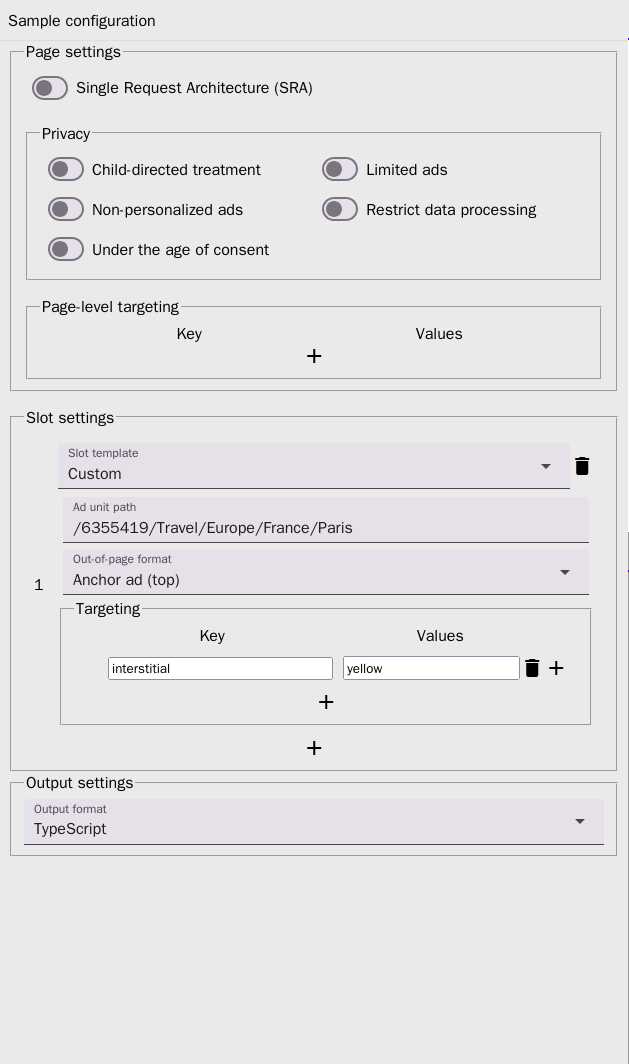 Sample configuration
Page settings
Single Request Architecture (SRA)
Privacy
Child-directed treatment
Limited ads
Non-personalized ads
Restrict data processing
Under the age of consent
Page-level targeting
Key
Values
+
Slot settings
Slot template
Custom
Ad unit path
/6355419/Travel/Europe/France/Paris
1
Out-of-page format
Anchor ad (top)
Targeting
Key
Values
interstitial
yellow
+
+
+
Output settings
Output format
TypeScript